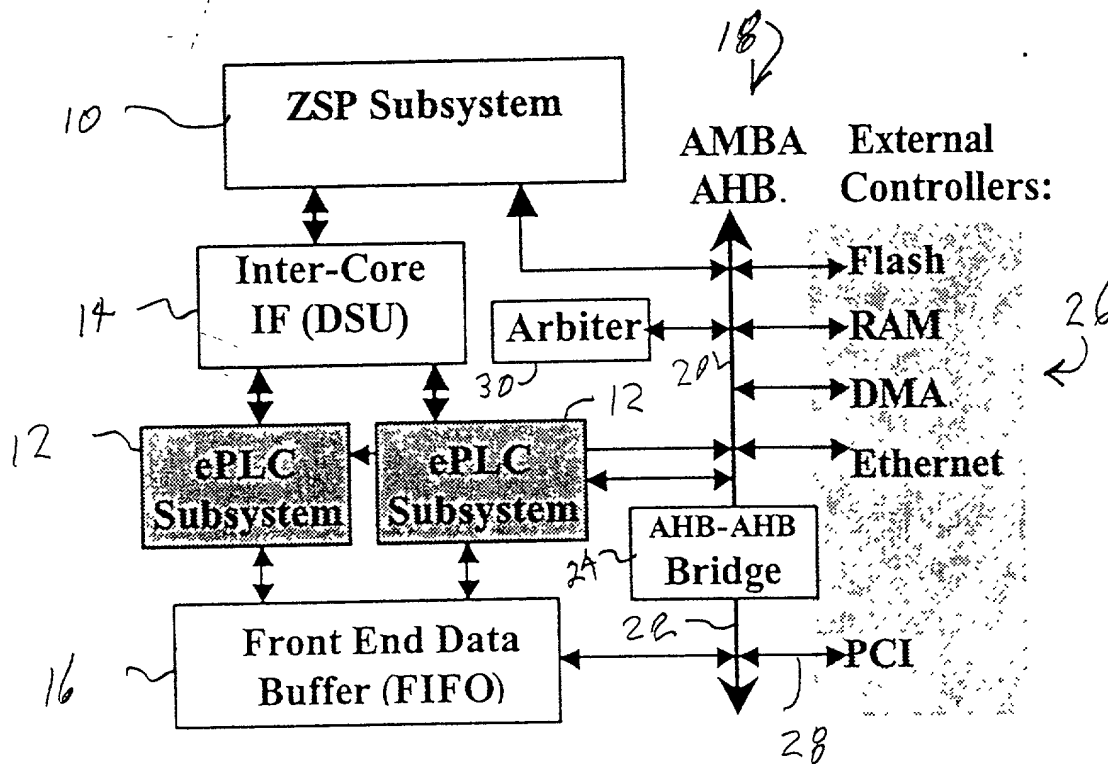 18
10
ZSP Subsystem
AMBA
AHB.
External
Controllers:
14
Inter-Core
IF (DSU)
Flash
Arbiter
30
20
RAM
26
DMA
12
12
ePLC
Subsystem
ePLC
Subsystem
Ethernet
24
AHB-AHB
Bridge
22
16
Front End Data
Buffer (FIFO)
PCI
28